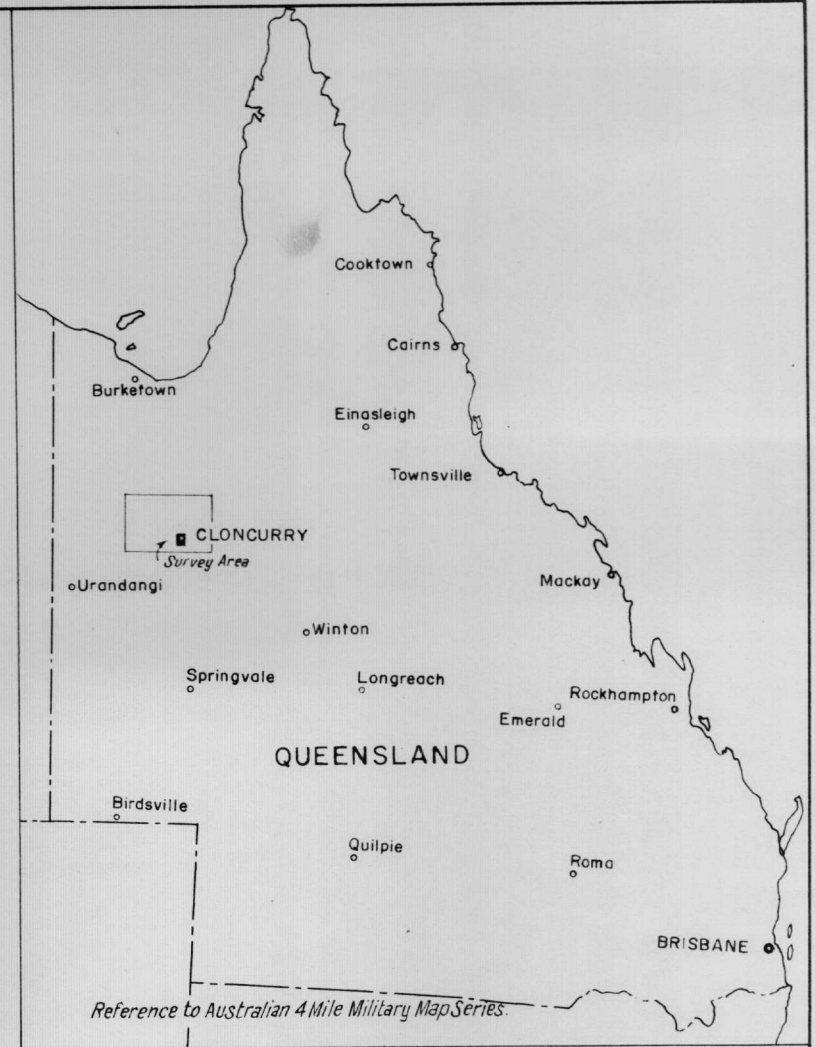 Cooktown
Cairns
Burketown
Einasleigh
Townsville
CLONCURRY
Survey Area
Urandangi
Mackay
Winton
Springvale
Longreach
Rockhampton
Emerald
QUEENSLAND
Birdsville
Quilpie
Roma
BRISBANE
Reference to Australian 4 Mile Military Map Series.